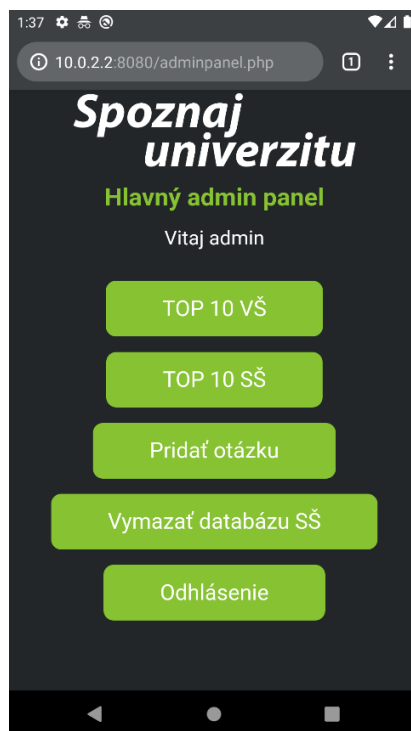 1:37
10.0.2.2:8080/adminpanel.php
1
Spoznaj
univerzitu
Hlavný admin panel
Vitaj admin
TOP 10 VŠ
TOP 10 SŠ
Pridať otázku
Vymazať databázu SŠ
Odhlásenie